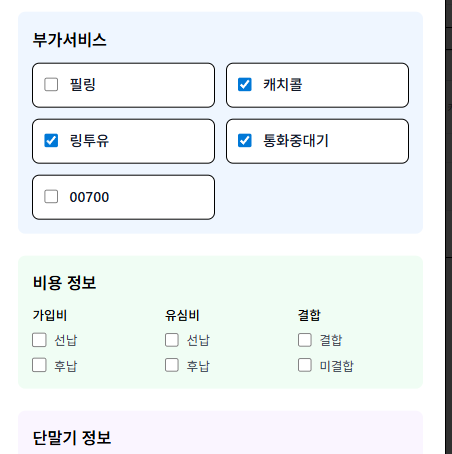 부가서비스
필링 캐치콜
링투유 통화중대기
00700
비용 정보
가입비 유심비 결합
선납 선납 결합
후납 후납 미결합
단말기 정보